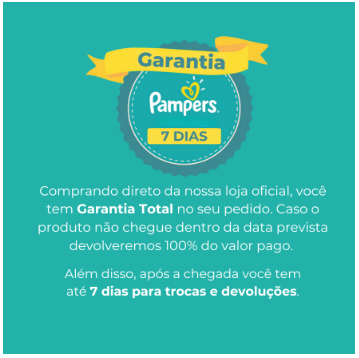 Garantia
Pampers.
7 DIAS
Comprando direto da nossa loja oficial, você
tem Garantia Total no seu pedido. Caso o
produto não chegue dentro da data prevista
devolveremos 100% do valor pago.
Além disso, após a chegada você tem
até 7 dias para trocas e devoluções.